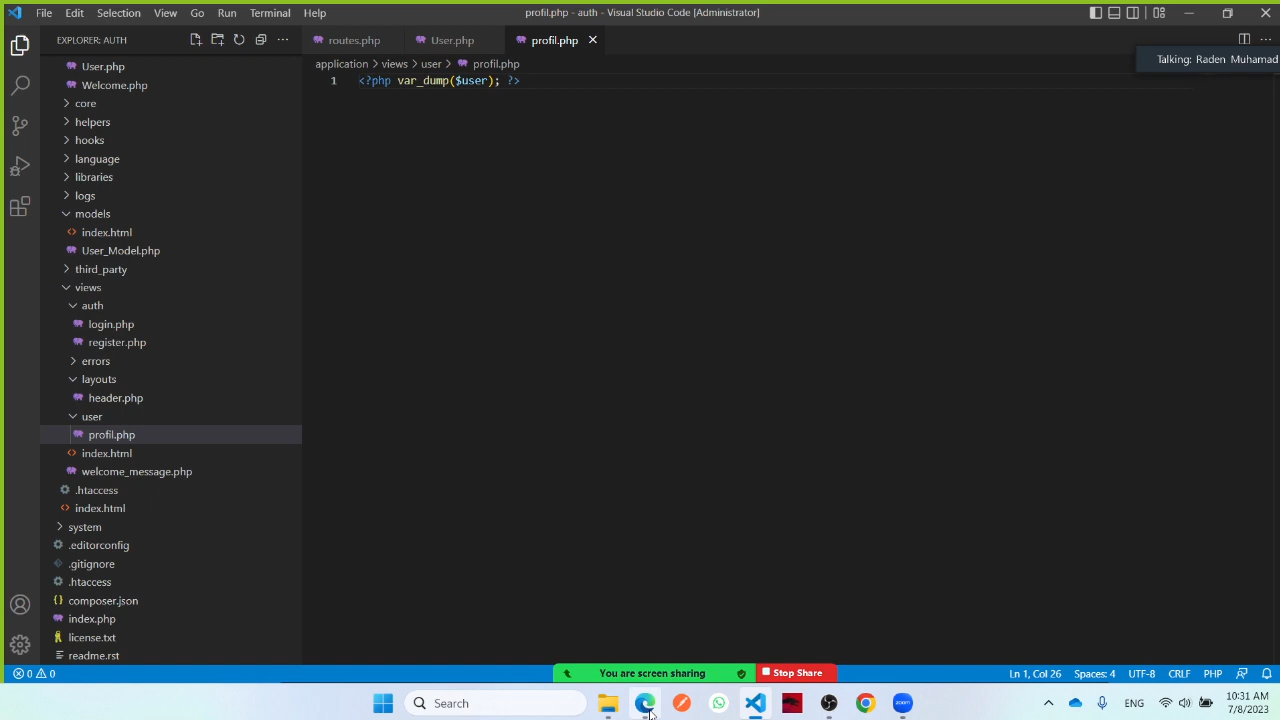 File Edit Selection View Go Run Terminal Help profil.php - auth - Visual Studio Code [Administrator]
EXPLORER: AUTH
routes.php User.php profil.php
Talking: Raden Muhamad
application > views > user > profil.php
1 <?php var_dump($user); ?>
User.php
Welcome.php
core
helpers
hooks
language
libraries
logs
models
index.html
User_Model.php
third_party
views
auth
login.php
register.php
errors
layouts
header.php
user
profil.php
index.html
welcome_message.php
.htaccess
index.html
system
.editorconfig
.gitignore
.htaccess
composer.json
index.php
license.txt
readme.rst
0 0 You are screen sharing Stop Share Ln 1, Col 26 Spaces: 4 UTF-8 CRLF PHP
Search zoom ENG 10:31 AM
7/8/2023